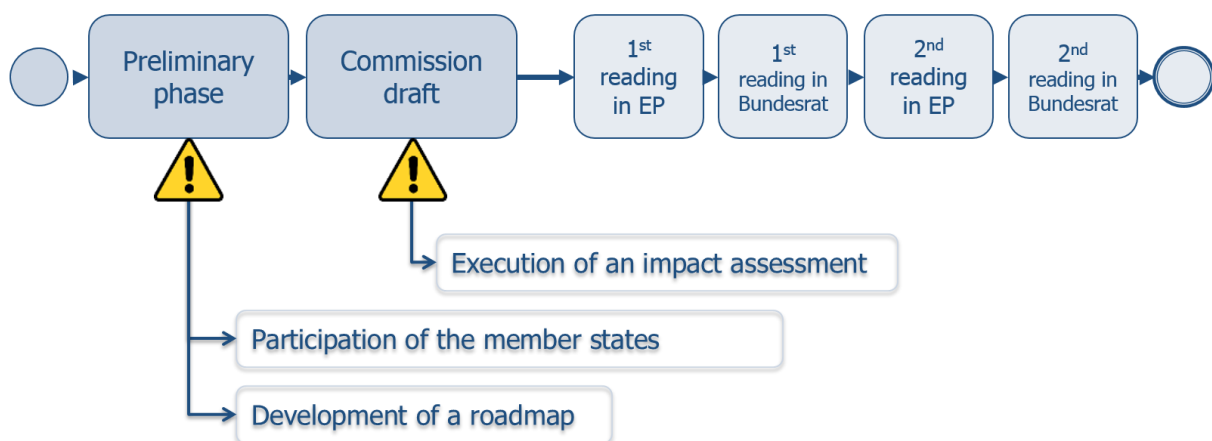 Preliminary
phase
Commission
draft
1st
reading
in EP
1st
reading in
Bundesrat
2nd
reading
in EP
2nd
reading in
Bundesrat
!
!
Execution of an impact assessment
Participation of the member states
Development of a roadmap